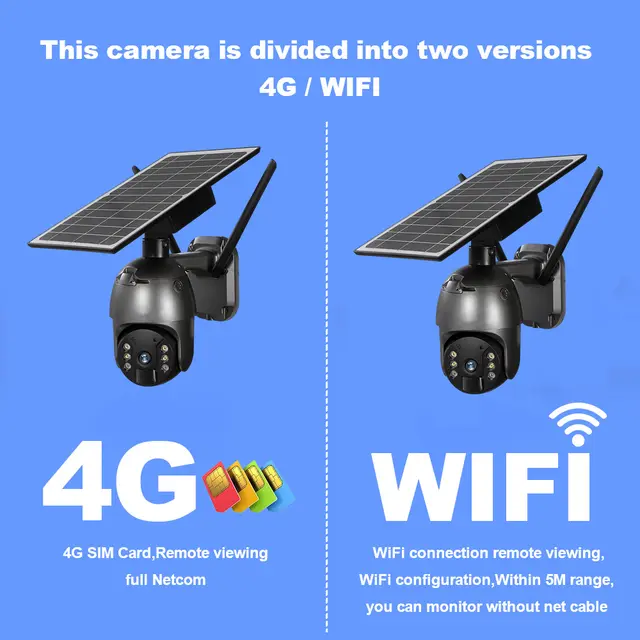 This camera is divided into two versions
4G / WIFI
4G
4G SIM Card,Remote viewing
full Netcom
WIFI
WiFi connection remote viewing,
WiFi configuration,Within 5M range,
you can monitor without net cable